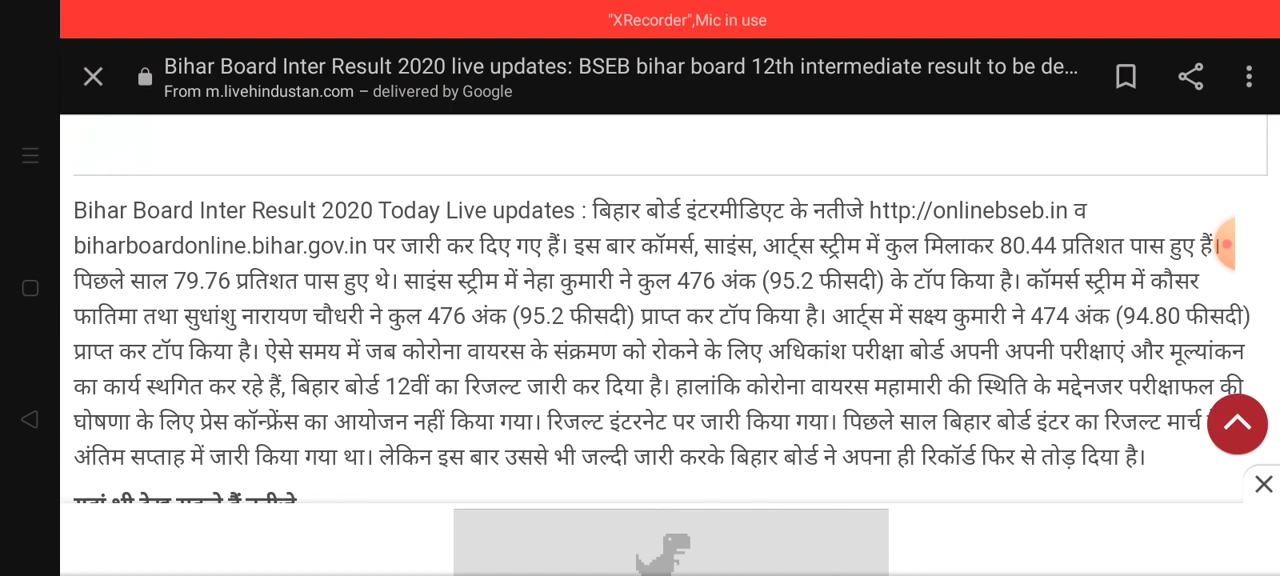 "XRecorder",Mic in use
Bihar Board Inter Result 2020 live updates: BSEB bihar board 12th intermediate result to be de...
From m.livehindustan.com – delivered by Google
Bihar Board Inter Result 2020 Today Live updates : बिहार बोर्ड इंटरमीडिएट के नतीजे http://onlinebseb.in व
biharboardonline.bihar.gov.in पर जारी कर दिए गए हैं। इस बार कॉमर्स, साइंस, आर्ट्स स्ट्रीम में कुल मिलाकर 80.44 प्रतिशत पास हुए हैं।
पिछले साल 79.76 प्रतिशत पास हुए थे। साइंस स्ट्रीम में नेहा कुमारी ने कुल 476 अंक (95.2 फीसदी) के टॉप किया है। कॉमर्स स्ट्रीम में कौसर
फातिमा तथा सुधांशु नारायण चौधरी ने कुल 476 अंक (95.2 फीसदी) प्राप्त कर टॉप किया है। आर्ट्स में सक्ष्य कुमारी ने 474 अंक (94.80 फीसदी)
प्राप्त कर टॉप किया है। ऐसे समय में जब कोरोना वायरस के संक्रमण को रोकने के लिए अधिकांश परीक्षा बोर्ड अपनी अपनी परीक्षाएं और मूल्यांकन
का कार्य स्थगित कर रहे हैं, बिहार बोर्ड 12वीं का रिजल्ट जारी कर दिया है। हालांकि कोरोना वायरस महामारी की स्थिति के मद्देनजर परीक्षाफल की
घोषणा के लिए प्रेस कॉन्फ्रेंस का आयोजन नहीं किया गया। रिजल्ट इंटरनेट पर जारी किया गया। पिछले साल बिहार बोर्ड इंटर का रिजल्ट मार्च
अंतिम सप्ताह में जारी किया गया था। लेकिन इस बार उससे भी जल्दी जारी करके बिहार बोर्ड ने अपना ही रिकॉर्ड फिर से तोड़ दिया है।